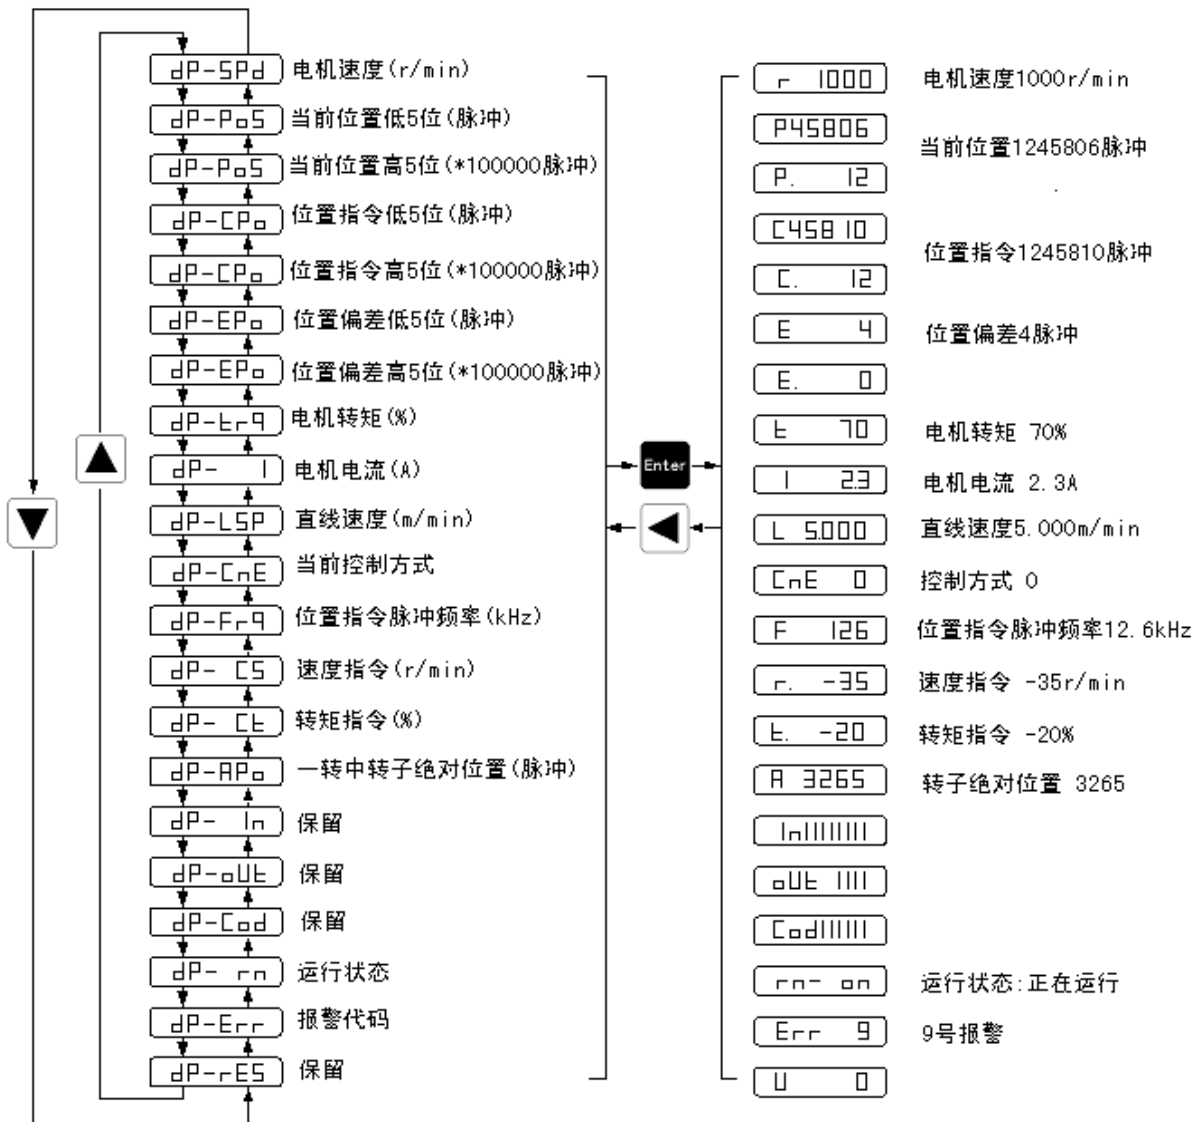 dP-SPd 电机速度(r/min)
dP-PoS 当前位置低5位(脉冲)
dP-PoS 当前位置高5位(*100000脉冲)
dP-CPo 位置指令低5位(脉冲)
dP-CPo 位置指令高5位(*100000脉冲)
dP-EPo 位置偏差低5位(脉冲)
dP-EPo 位置偏差高5位(*100000脉冲)
dP-trq 电机转矩(%)
dP- I 电机电流(A)
dP-LSP 直线速度(m/min)
dP-CnE 当前控制方式
dP-Frq 位置指令脉冲频率(kHz)
dP- CS 速度指令(r/min)
dP- Ct 转矩指令(%)
dP-APo 一转中转子绝对位置(脉冲)
dP- In 保留
dP-oUt 保留
dP-Cod 保留
dP- rn 运行状态
dP-Err 报警代码
dP-rES 保留
Enter
r 1000 电机速度1000r/min
P45806
当前位置1245806脉冲
P. 12
C45810
位置指令1245810脉冲
C. 12
E 4 位置偏差4脉冲
E. 0
t 70 电机转矩 70%
I 2.3 电机电流 2.3A
L 5.000 直线速度5.000m/min
CnE 0 控制方式 0
F 126 位置指令脉冲频率12.6kHz
r. -35 速度指令 -35r/min
t. -20 转矩指令 -20%
A 3265 转子绝对位置 3265
In||||||||
oUt ||||
Cod||||||
rn- on 运行状态:正在运行
Err 9 9号报警
U 0